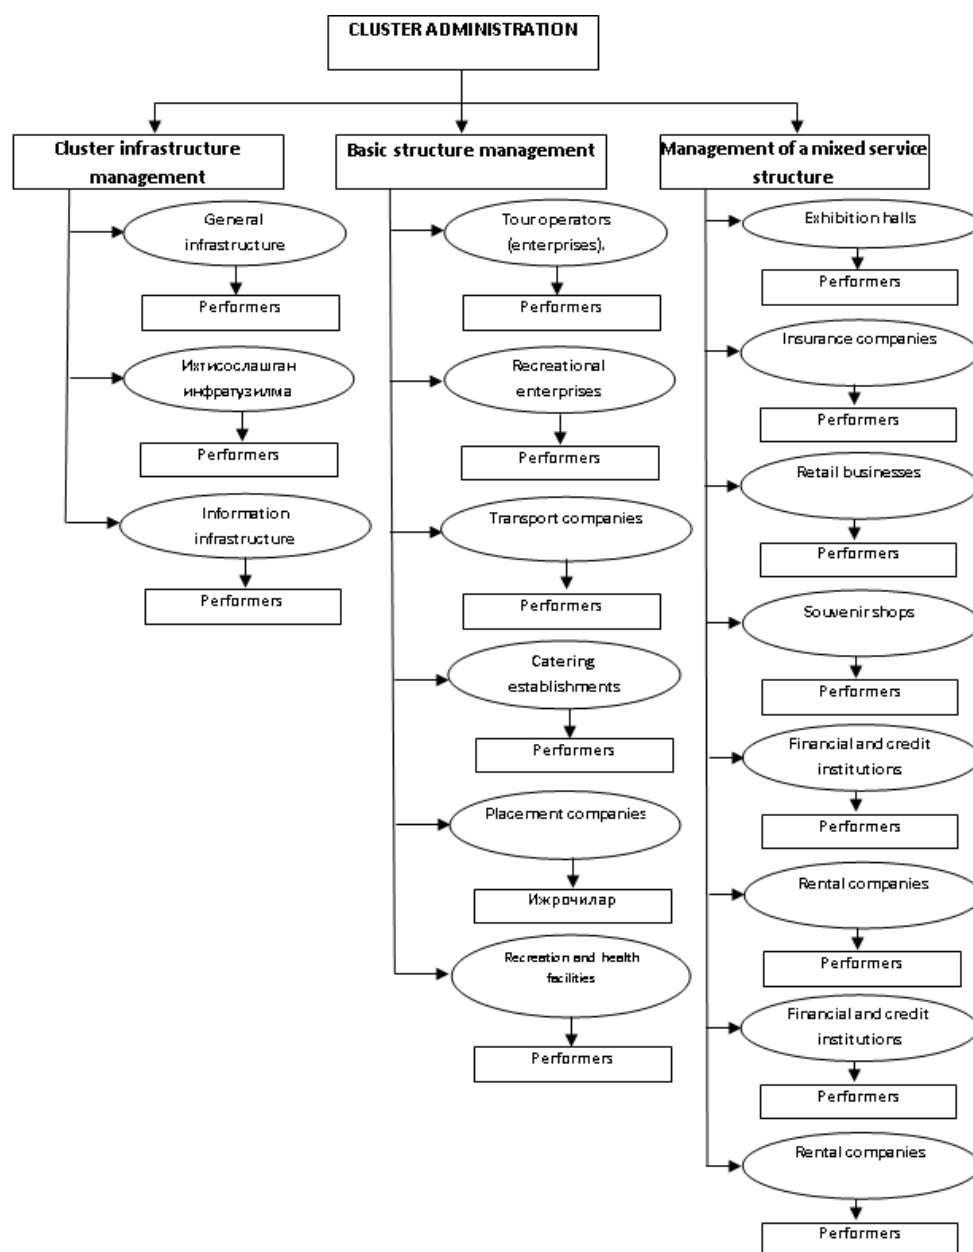 CLUSTER ADMINISTRATION
Cluster infrastructure
management
General
infrastructure
Performers
Ихтисослашган
инфратузилма
Performers
Information
infrastructure
Performers
Basic structure management
Tour operators
(enterprises).
Performers
Recreational
enterprises
Performers
Transport companies
Performers
Catering
establishments
Performers
Placement companies
Ижрочилар
Recreation and health
facilities
Performers
Management of a mixed service
structure
Exhibition halls
Performers
Insurance companies
Performers
Retail businesses
Performers
Souvenir shops
Performers
Financial and credit
institutions
Performers
Rental companies
Performers
Financial and credit
institutions
Performers
Rental companies
Performers